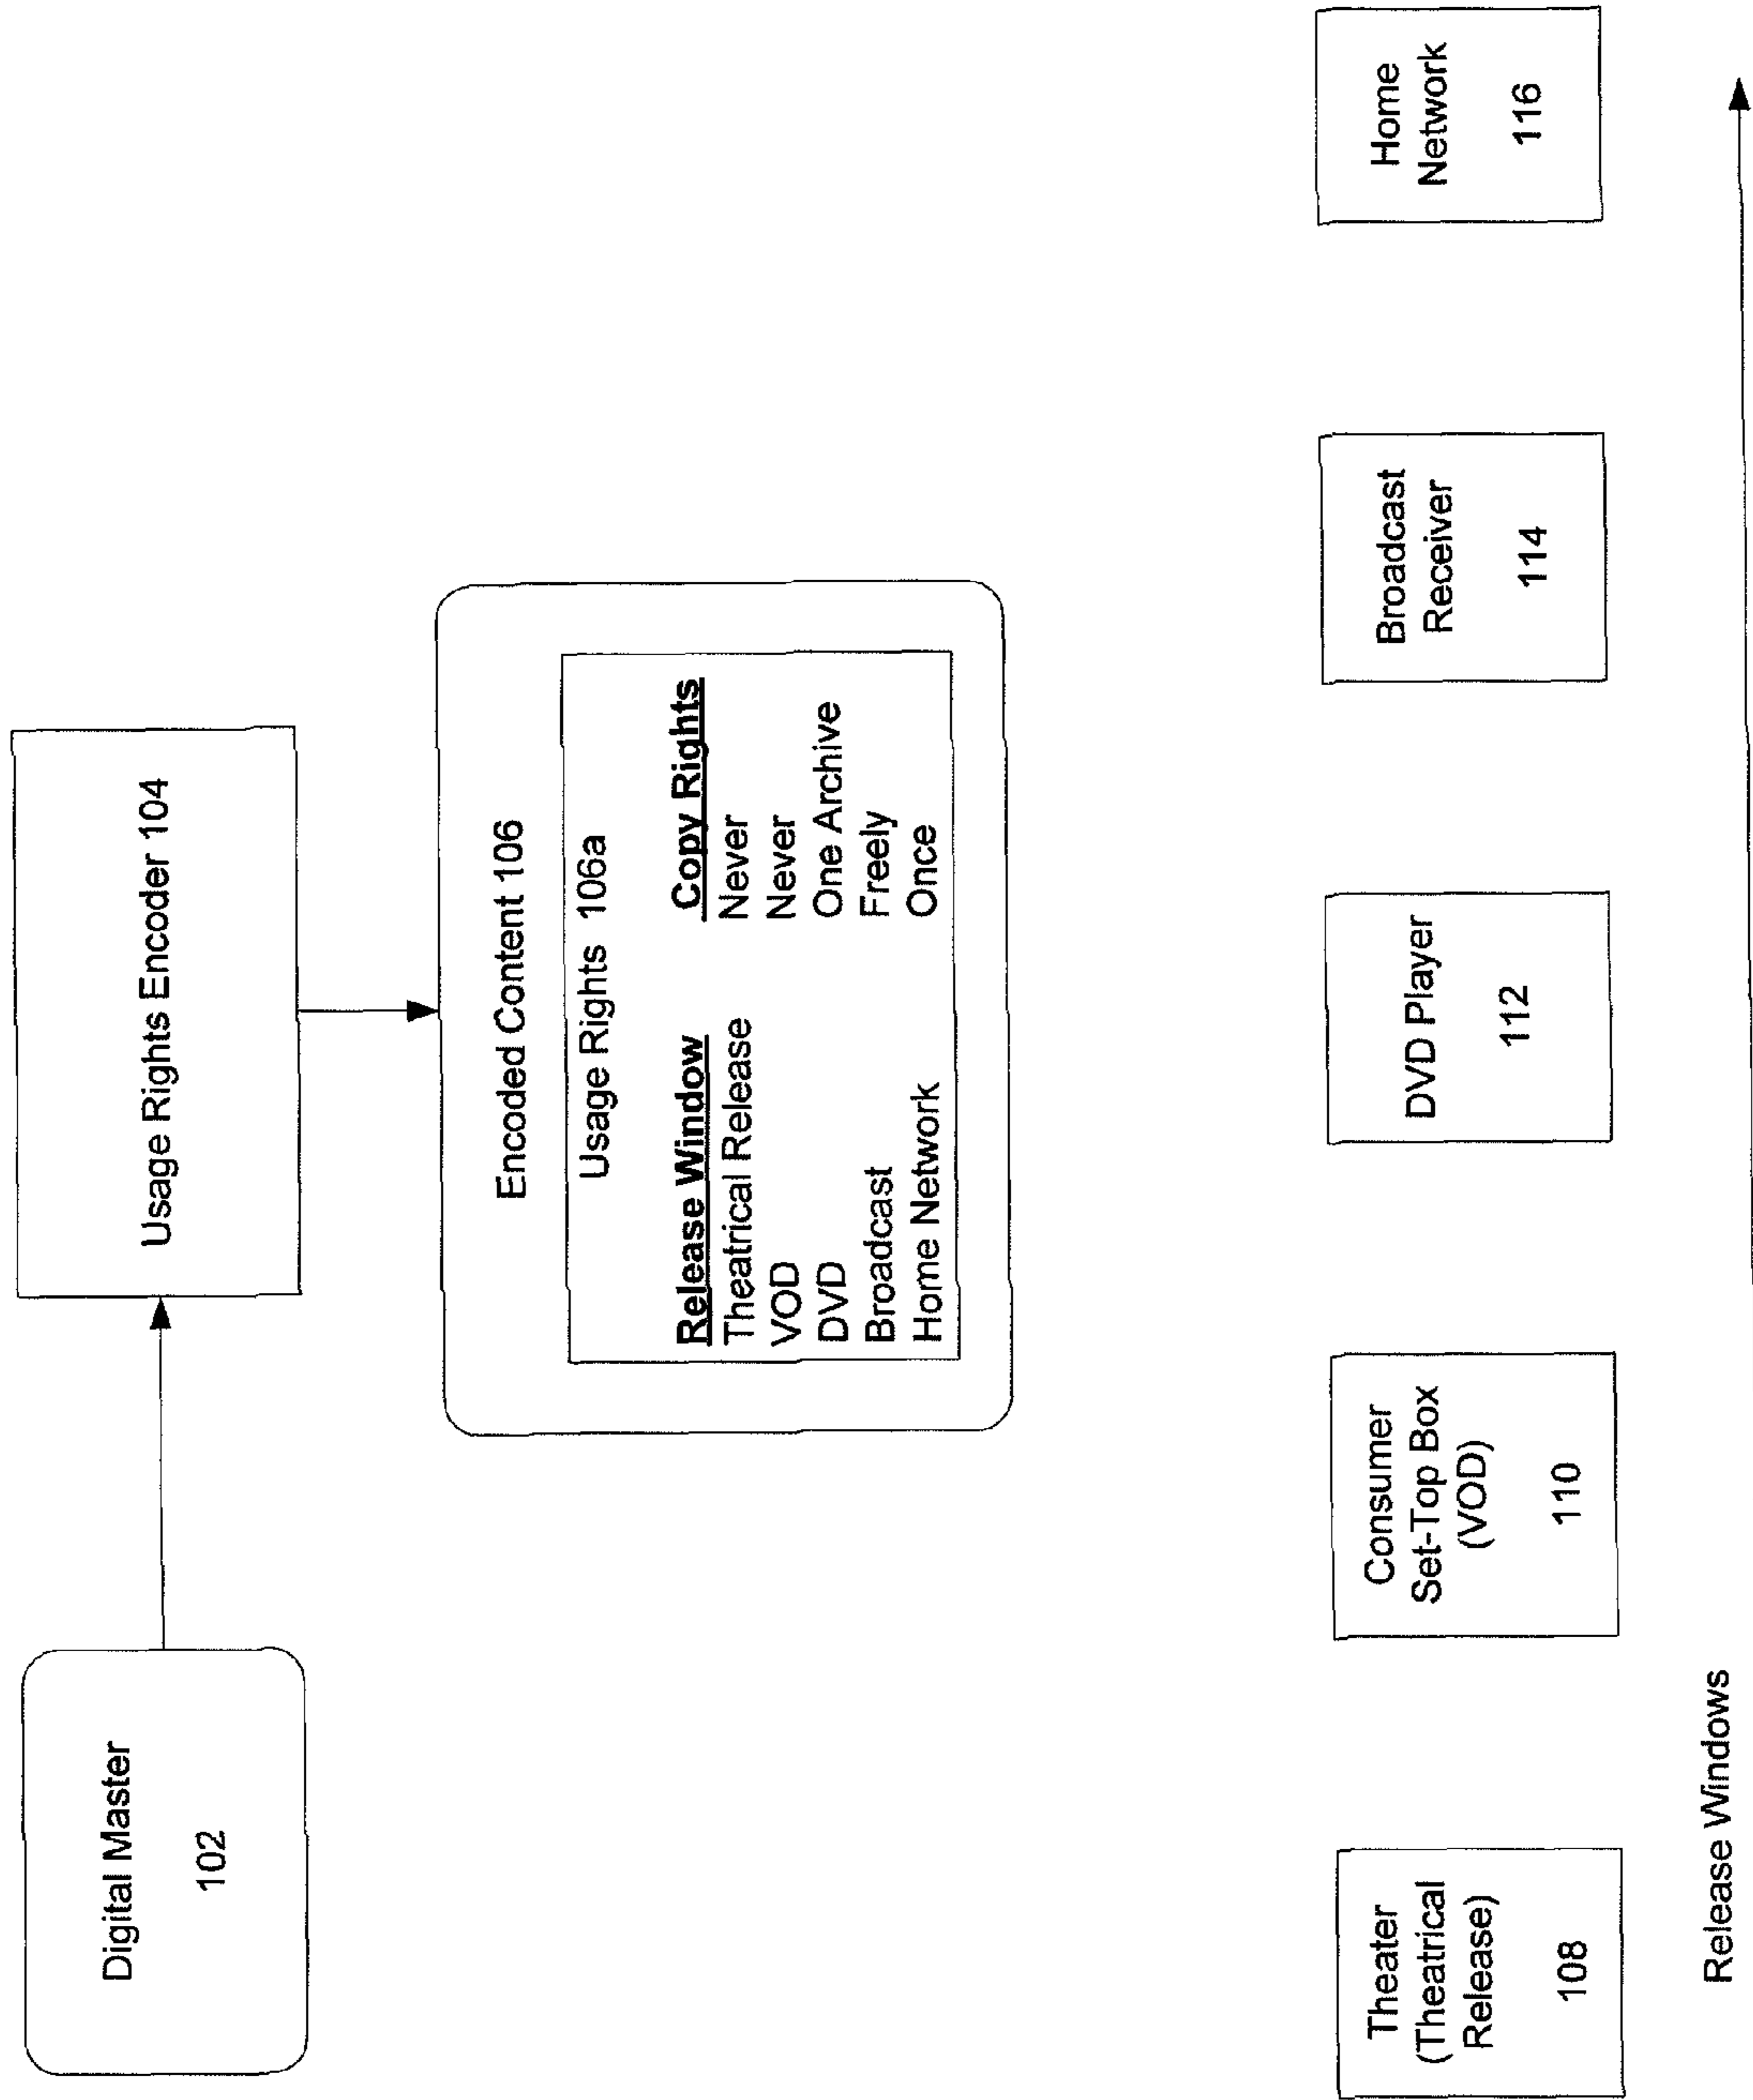 Digital Master
102
Usage Rights Encoder 104
Encoded Content 106
Usage Rights 106a
Release Window Copy Rights
Theatrical Release Never
VOD Never
DVD One Archive
Broadcast Freely
Home Network Once
Theater
(Theatrical
Release)
108
Consumer
Set-Top Box
(VOD)
110
DVD Player
112
Broadcast
Receiver
114
Home
Network
116
Release Windows